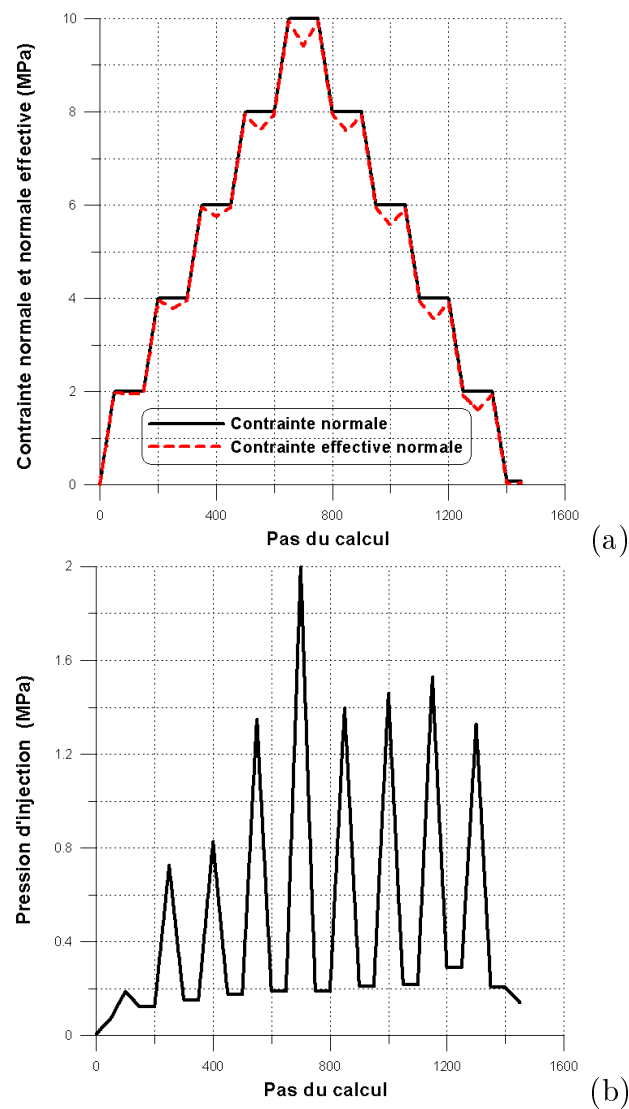 Contrainte normale et normale effective (MPa)
10
8
6
4
2
0
Contrainte normale
Contrainte effective normale
0 400 800 1200 1600
Pas du calcul
(a)
Pression d'injection (MPa)
2
1.6
1.2
0.8
0.4
0
0 400 800 1200 1600
Pas du calcul
(b)